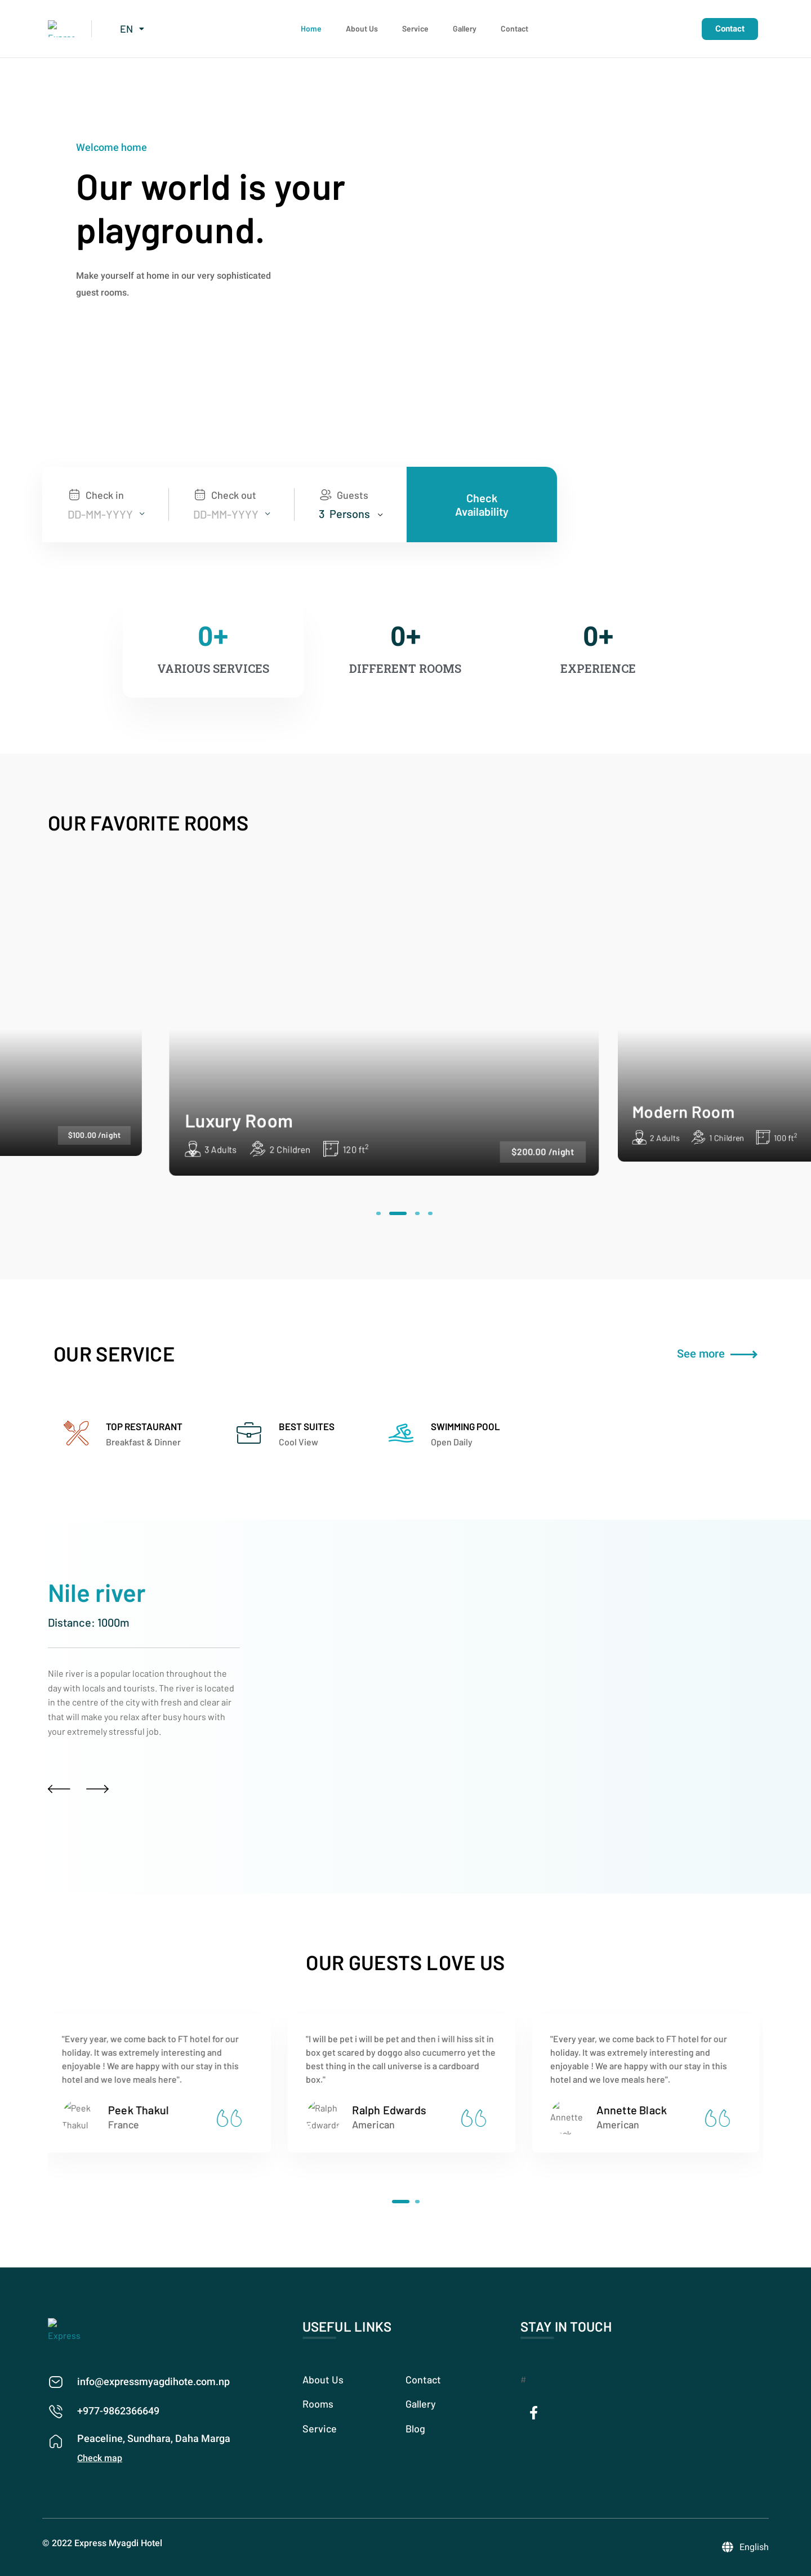 EN
Home
About Us
Service
Gallery
Contact
Contact
Welcome home
Our world is your
playground.
Make yourself at home in our very sophisticated
guest rooms.
Check in
DD-MM-YYYY
Check out
DD-MM-YYYY
Guests
3 Persons
Check
Availability
0+
VARIOUS SERVICES
0+
DIFFERENT ROOMS
0+
EXPERIENCE
OUR FAVORITE ROOMS
$100.00 /night
Luxury Room
3 Adults
2 Children
120 ft2
$200.00 /night
Modern Room
2 Adults
1 Children
100 ft2
OUR SERVICE
See more
TOP RESTAURANT
Breakfast & Dinner
BEST SUITES
Cool View
SWIMMING POOL
Open Daily
Nile river
Distance: 1000m
Nile river is a popular location throughout the
day with locals and tourists. The river is located
in the centre of the city with fresh and clear air
that will make you relax after busy hours with
your extremely stressful job.
OUR GUESTS LOVE US
"Every year, we come back to FT hotel for our
holiday. It was extremely interesting and
enjoyable ! We are happy with our stay in this
hotel and we love meals here".
Peek
Thakul
Peek Thakul
France
"I will be pet i will be pet and then i will hiss sit in
box get scared by doggo also cucumerro yet the
best thing in the call universe is a cardboard
box."
Ralph
Edwards
Ralph Edwards
American
"Every year, we come back to FT hotel for our
holiday. It was extremely interesting and
enjoyable ! We are happy with our stay in this
hotel and we love meals here".
Annette
Annette Black
American
Express
info@expressmyagdihote.com.np
+977-9862366649
Peaceline, Sundhara, Daha Marga
Check map
USEFUL LINKS
About Us
Rooms
Service
Contact
Gallery
Blog
STAY IN TOUCH
//
© 2022 Express Myagdi Hotel
English